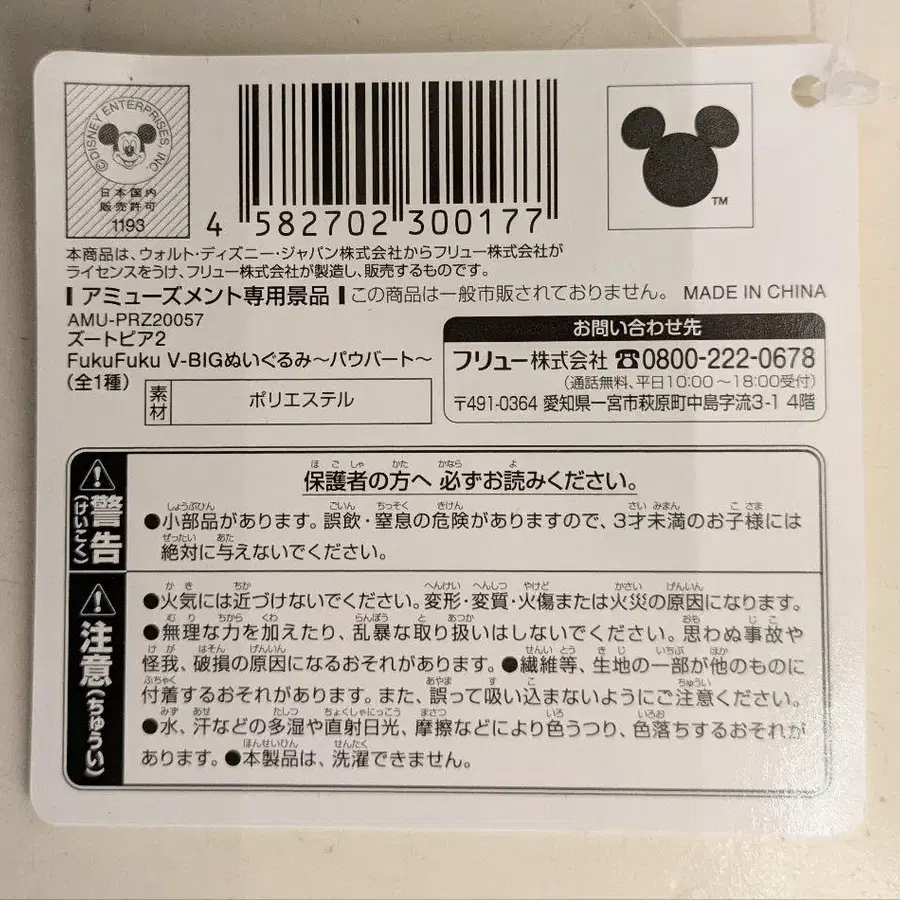 ©DISNEY ENTERPRISES, INC.
日本国内
販売許可
1193
4 582702 300177
TM
本商品は、ウォルト・ディズニー・ジャパン株式会社からフリュー株式会社が
ライセンスをうけ、フリュー株式会社が製造し、販売するものです。
アミューズメント専用景品 この商品は一般市販されておりません。 MADE IN CHINA
AMU-PRZ20057
ズートピア2
FukuFuku V-BIGぬいぐるみ～パウバート～
(全1種)
素材 ポリエステル
お問い合わせ先
フリュー株式会社 ☎0800-222-0678
(通話無料、平日10:00～18:00受付)
〒491-0364 愛知県一宮市萩原町中島字流3-1 4階
警告(けいこく)
保護者の方へ 必ずお読みください。
●小部品があります。誤飲・窒息の危険がありますので、3才未満のお子様には
絶対に与えないでください。
注意(ちゅうい)
●火気には近づけないでください。変形・変質・火傷または火災の原因になります。
●無理な力を加えたり、乱暴な取り扱いはしないでください。思わぬ事故や
怪我、破損の原因になるおそれがあります。●繊維等、生地の一部が他のものに
付着するおそれがあります。また、誤って吸い込まないようにご注意ください。
●水、汗などの多湿や直射日光、摩擦などにより色うつり、色落ちするおそれが
あります。●本製品は、洗濯できません。